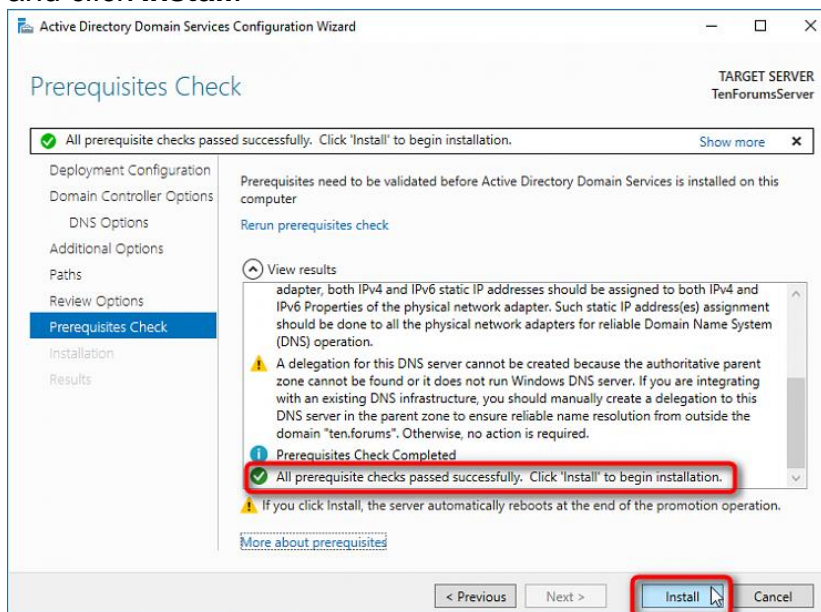 and click Install.
Active Directory Domain Services Configuration Wizard
Prerequisites Check
TARGET SERVER
TenForumsServer
All prerequisite checks passed successfully. Click 'Install' to begin installation.
Show more
Deployment Configuration
Domain Controller Options
DNS Options
Additional Options
Paths
Review Options
Prerequisites Check
Installation
Results
Prerequisites need to be validated before Active Directory Domain Services is installed on this
computer
Rerun prerequisites check
View results
adapter, both IPv4 and IPv6 static IP addresses should be assigned to both IPv4 and
IPv6 Properties of the physical network adapter. Such static IP address(es) assignment
should be done to all the physical network adapters for reliable Domain Name System
(DNS) operation.
A delegation for this DNS server cannot be created because the authoritative parent
zone cannot be found or it does not run Windows DNS server. If you are integrating
with an existing DNS infrastructure, you should manually create a delegation to this
DNS server in the parent zone to ensure reliable name resolution from outside the
domain "ten.forums". Otherwise, no action is required.
Prerequisites Check Completed
All prerequisite checks passed successfully. Click 'Install' to begin installation.
If you click Install, the server automatically reboots at the end of the promotion operation.
More about prerequisites
< Previous
Next >
Install
Cancel